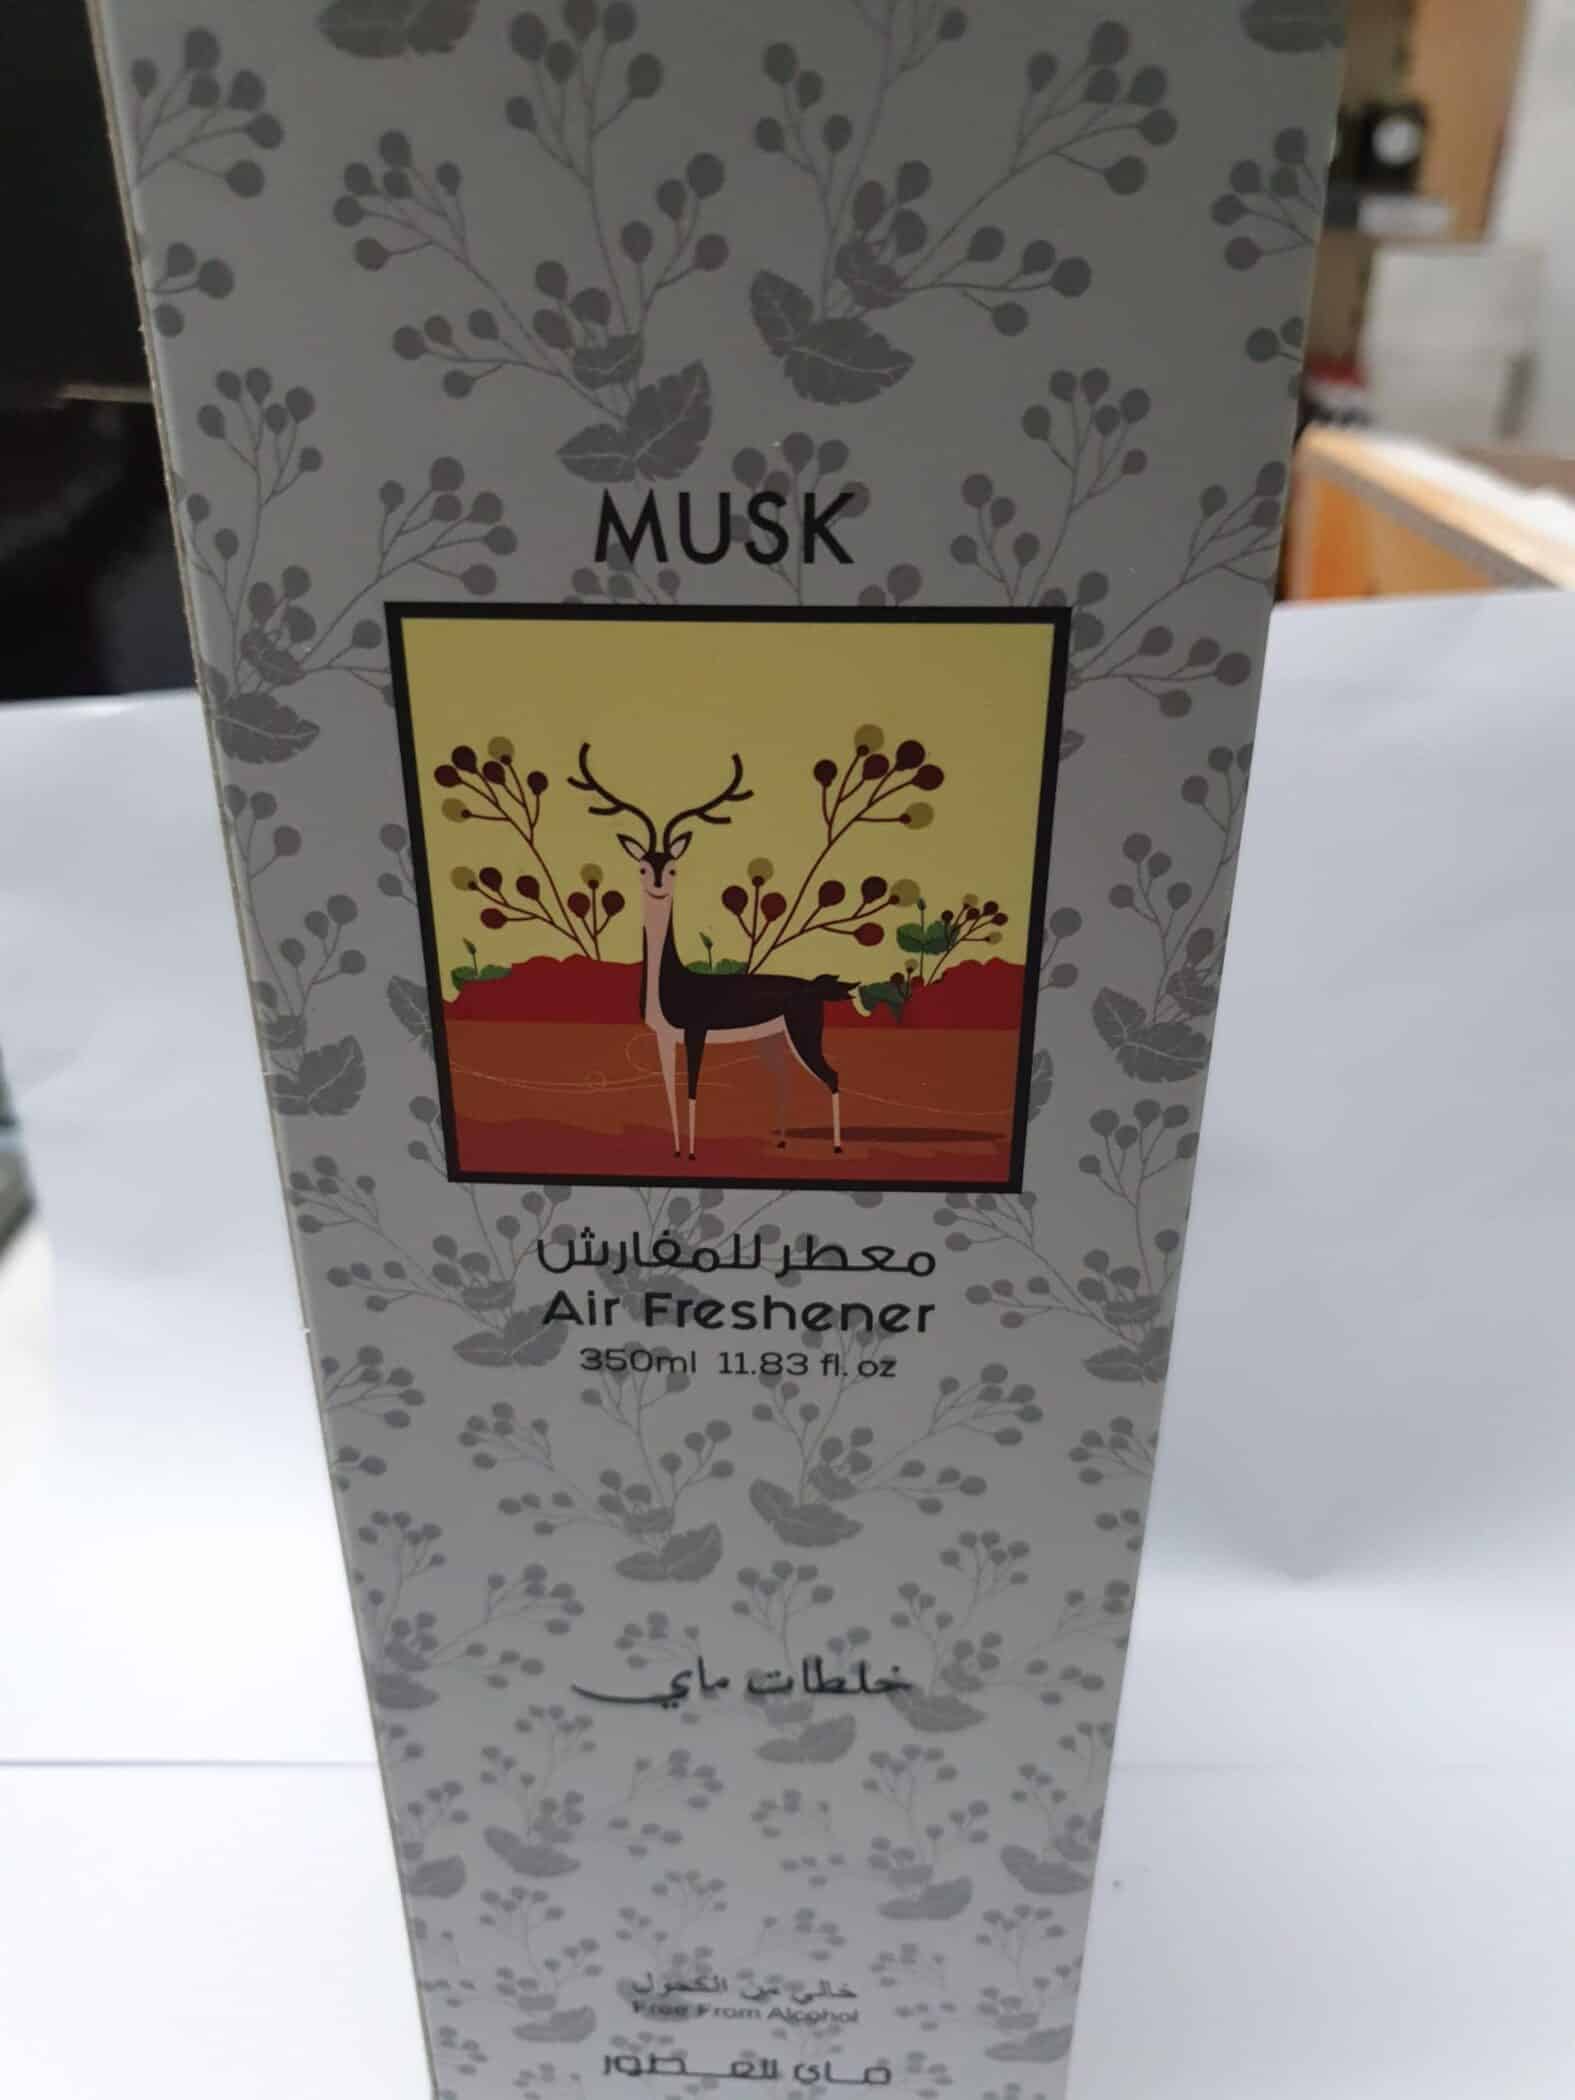 MUSK
معطر للمفارش
Air Freshener
350ml 11.83 fl. oz
خلطات ماي
خالي من الكحول
Free From Alcohol
ماي للعطور